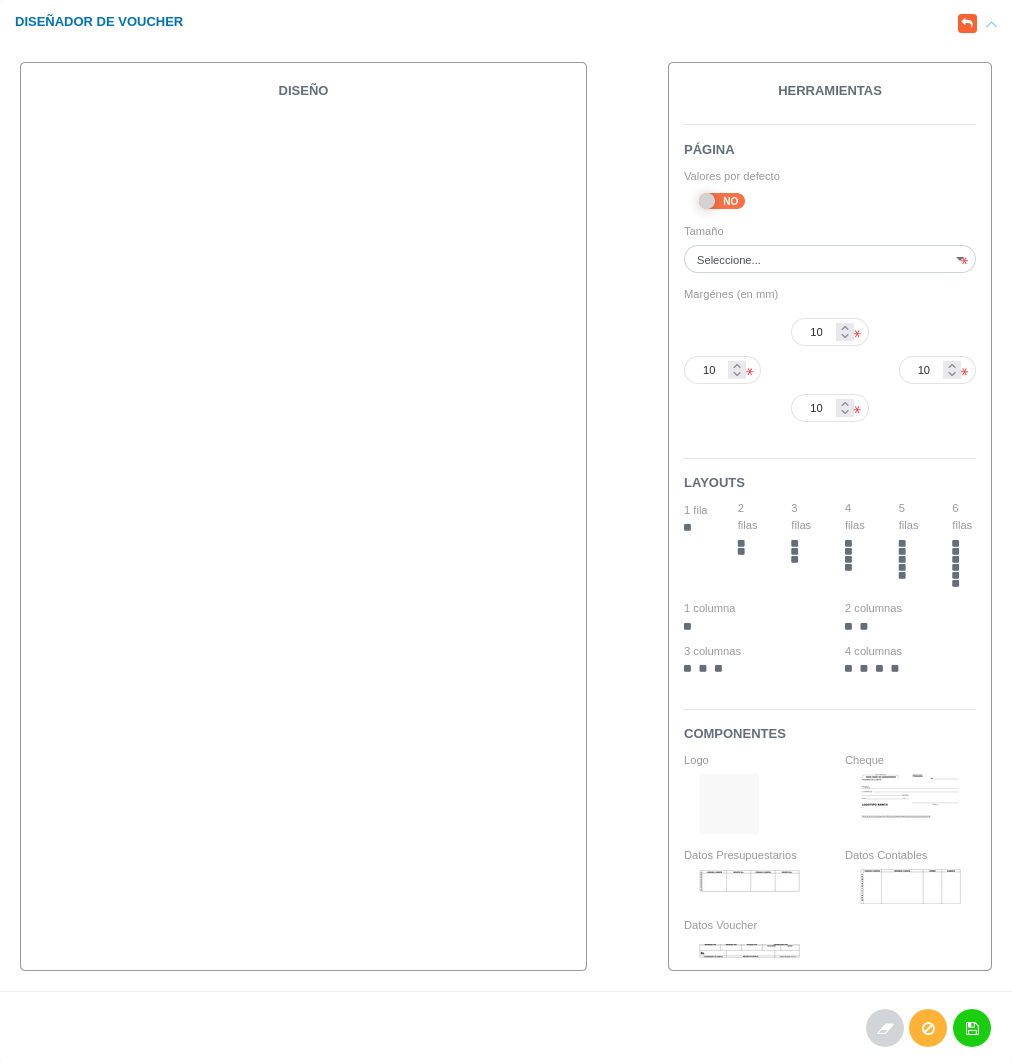 DISEÑADOR DE VOUCHER
DISEÑO
HERRAMIENTAS
PÁGINA
Valores por defecto
NO
Tamaño
Seleccione...
Margénes (en mm)
10
10
10
10
LAYOUTS
1 fila
2 filas
3 filas
4 filas
5 filas
6 filas
1 columna
2 columnas
3 columnas
4 columnas
COMPONENTES
Logo
Cheque
Datos Presupuestarios
Datos Contables
Datos Voucher